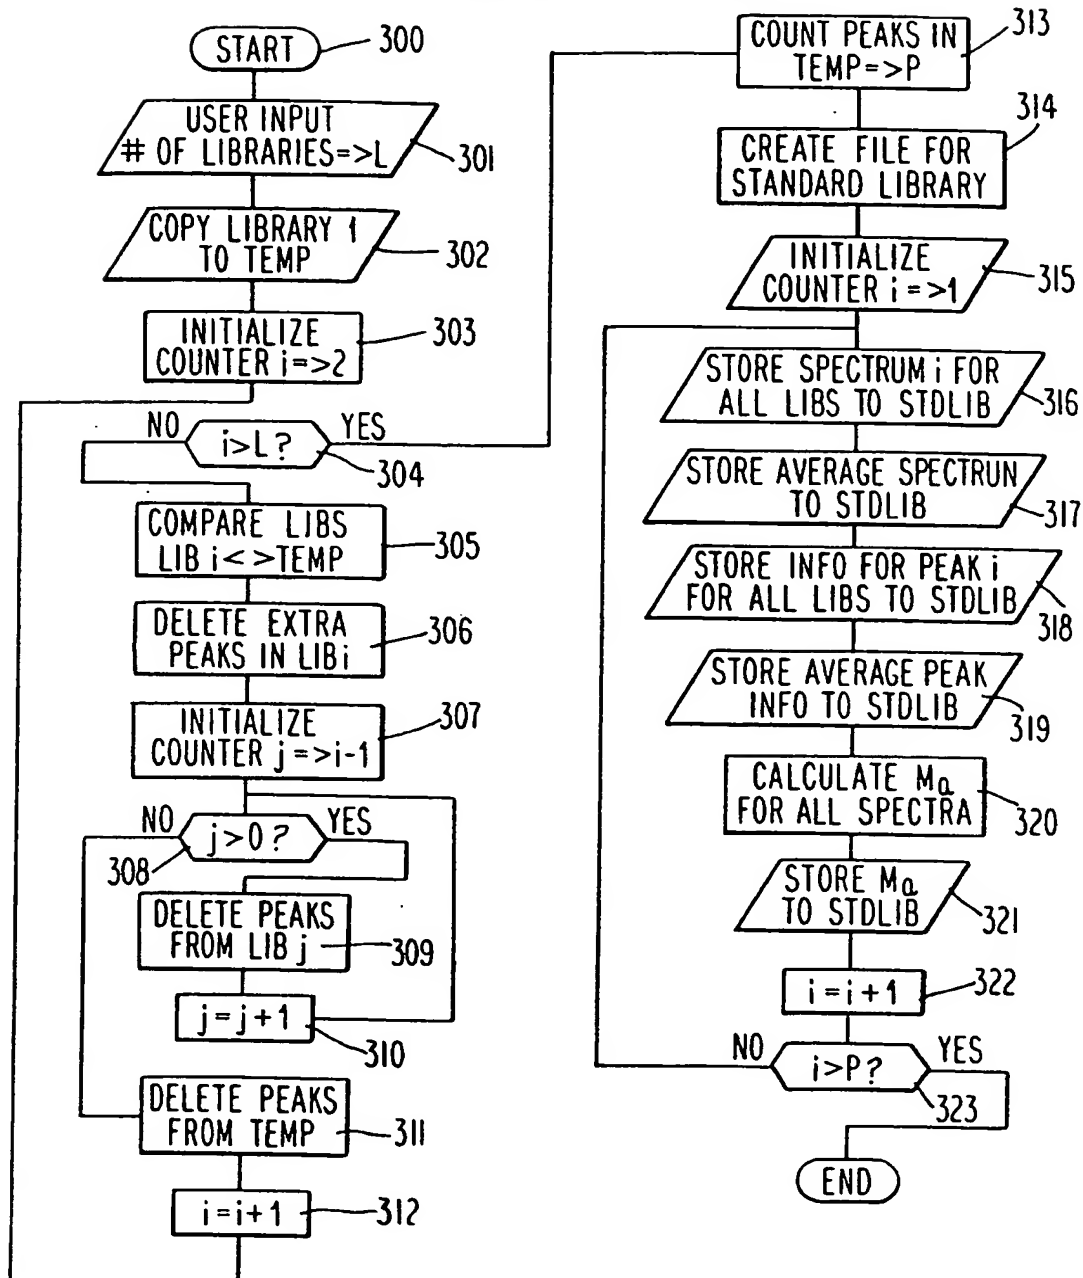 START
300
USER INPUT
# OF LIBRARIES=>L
301
COPY LIBRARY 1
TO TEMP
302
INITIALIZE
COUNTER i=>2
303
NO
i>L?
YES
304
COMPARE LIBS
LIB i<>TEMP
305
DELETE EXTRA
PEAKS IN LIB i
306
INITIALIZE
COUNTER j=>i-1
307
NO
j>0?
YES
308
DELETE PEAKS
FROM LIB j
309
j=j+1
310
DELETE PEAKS
FROM TEMP
311
i=i+1
312
COUNT PEAKS IN
TEMP=>P
313
CREATE FILE FOR
STANDARD LIBRARY
314
INITIALIZE
COUNTER i=>1
315
STORE SPECTRUM i FOR
ALL LIBS TO STDLIB
316
STORE AVERAGE SPECTRUN
TO STDLIB
317
STORE INFO FOR PEAK i
FOR ALL LIBS TO STDLIB
318
STORE AVERAGE PEAK
INFO TO STDLIB
319
CALCULATE Ma
FOR ALL SPECTRA
320
STORE Ma
TO STDLIB
321
i=i+1
322
NO
i>P?
YES
323
END